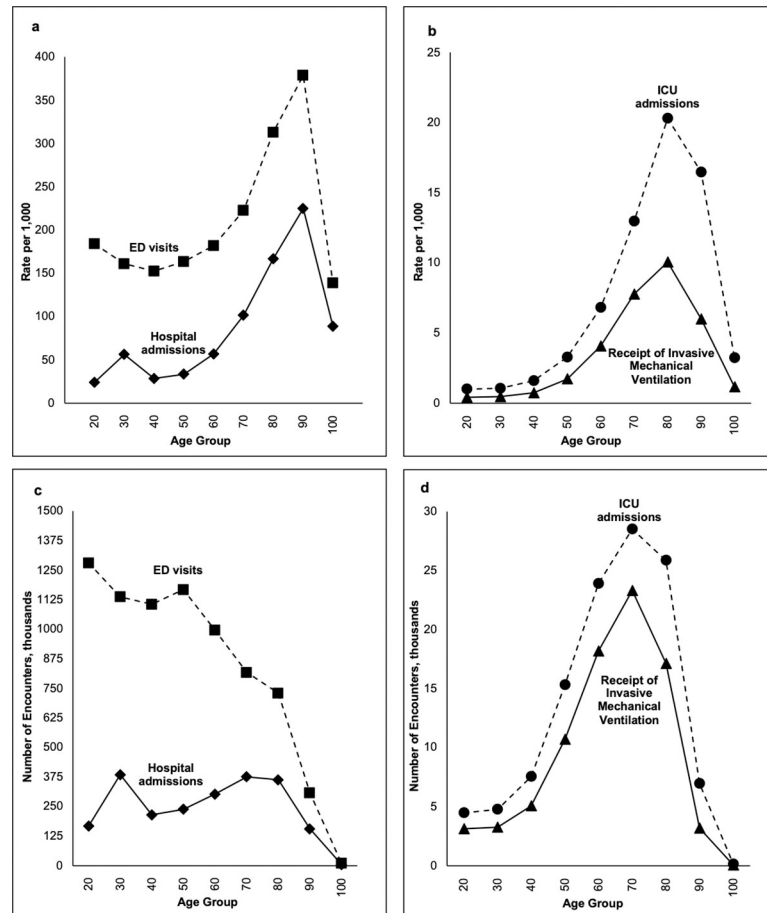 a
400
350
300
250
200
150
100
50
0
Rate per 1,000
ED visits
Hospital
admissions
20 30 40 50 60 70 80 90 100
Age Group
b
25
20
15
10
5
0
Rate per 1,000
ICU
admissions
Receipt of Invasive
Mechanical
Ventilation
20 30 40 50 60 70 80 90 100
Age Group
c
1500
1375
1250
1125
1000
875
750
625
500
375
250
125
0
Number of Encounters, thousands
ED visits
Hospital
admissions
20 30 40 50 60 70 80 90 100
Age Group
d
30
25
20
15
10
5
0
Number of Encounters, thousands
ICU
admissions
Receipt of
Invasive
Mechanical
Ventilation
20 30 40 50 60 70 80 90 100
Age Group